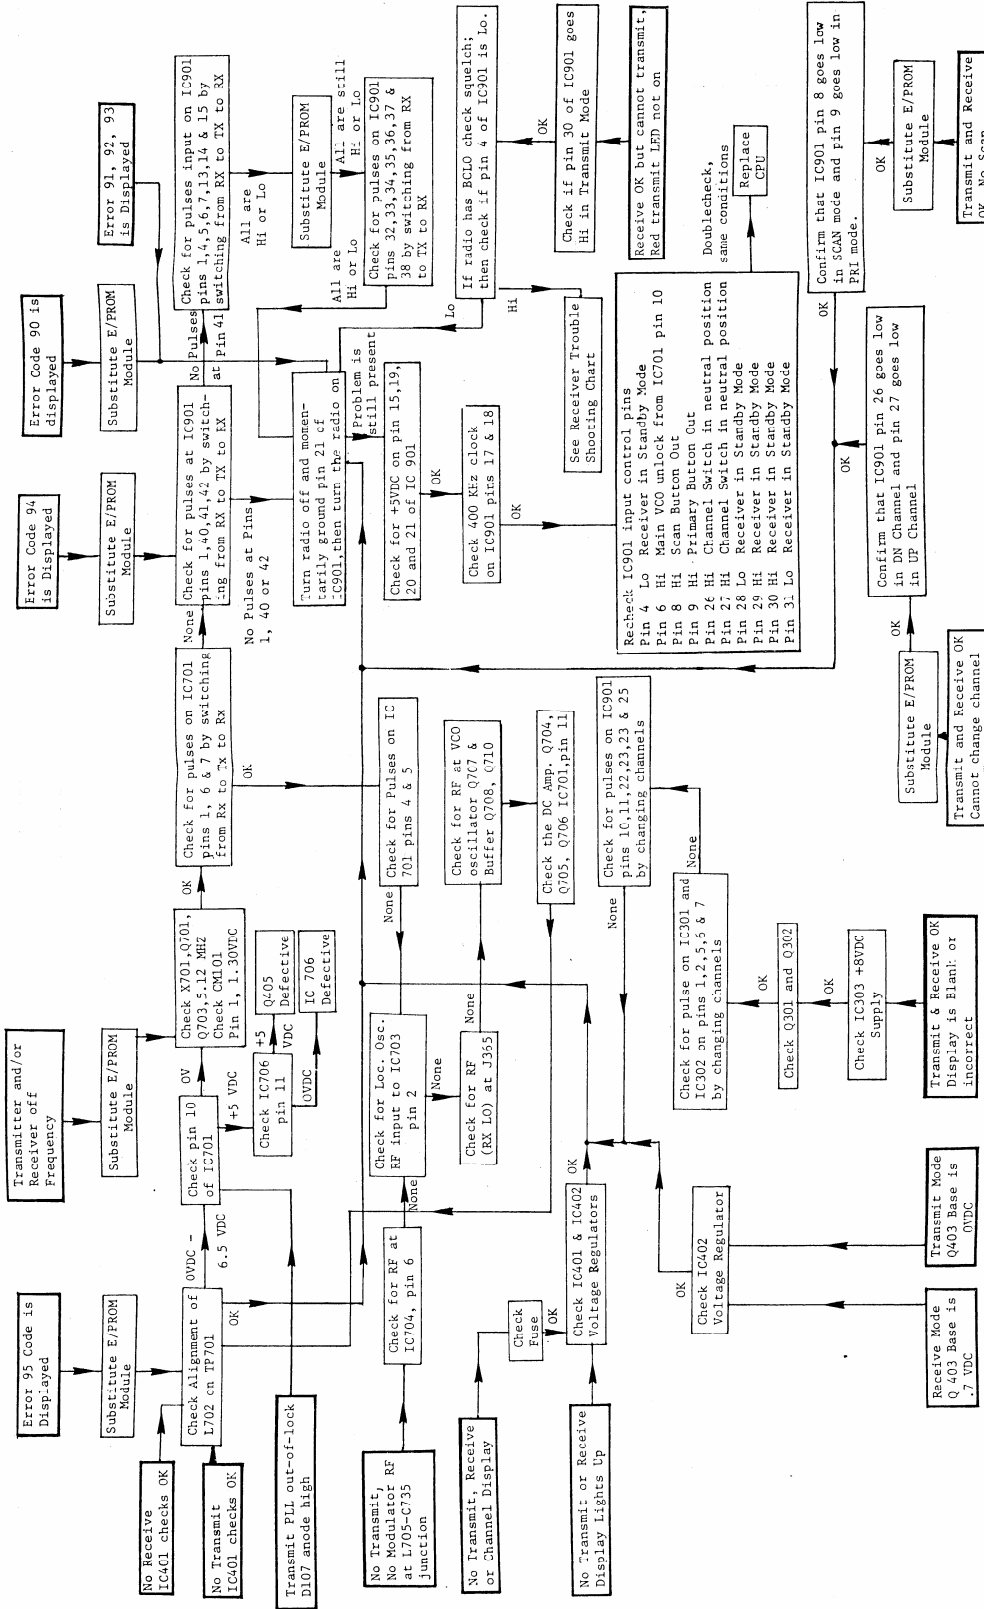 Error 95 Code is
Displayed
Substitute E/PROM
Module
No Receive
IC401 checks OK
No Transmit
IC401 checks OK
Check Alignment of
L702 on TP701
OVDC -
6.5 VDC
OK
Transmit PLL out-of-lock
D107 anode high
Check pin 10
of IC701
OV
+5 VDC
Check IC706
pin 11
+5
VDC
Q405
Defective
OVDC
IC 706
Defective
Transmitter and/or
Receiver off
Frequency
Substitute E/PROM
Module
Check X701,Q701,
Q703,5.12 MHZ
Check CM101
Pin 1, 1.30VDC
OK
Check for pulses on IC701
pins 1, 6 & 7 by switching
from Rx to TX to Rx
None
OK
Error Code 94
is Displayed
Substitute E/PROM
Module
Check for pulses at IC901
pins 1,40,41,42 by switch-
ing from RX to TX to RX
No Pulses at Pins
1, 40 or 42
No Pulses
at Pin 41
Error Code 90 is
displayed
Substitute E/PROM
Module
Error 91, 92, 93
is Displayed
Check for pulses input on IC901
pins 1,4,5,6,7,13,14 & 15 by
switching from RX to TX to RX
All are
Hi or Lo
Substitute E/PROM
Module
All are still
Hi or Lo
Check for pulses on IC901
pins 32,33,34,35,36,37 &
38 by switching from RX
to TX to RX
All are
Hi or Lo
Turn radio off and momen-
tarily ground pin 21 of
IC901,then turn the radio on
Problem is
still present
Check for +5VDC on pin 15,19,
20 and 21 of IC 901
OK
Check 400 KHz clock
on IC901 pins 17 & 18
OK
If radio has BCLO check squelch;
then check if pin 4 of IC901 is Lo.
Lo
Hi
OK
Check if pin 30 of IC901 goes
Hi in Transmit Mode
Receive OK but cannot transmit,
Red transmit LED not on
See Receiver Trouble
Shooting Chart
Recheck IC901 input control pins
Pin 4 Lo Receiver in Standby Mode
Pin 6 Hi Main VCO unlock from IC701 pin 10
Pin 8 Hi Scan Button Out
Pin 9 Hi Primary Button Out
Pin 26 Hi Channel Switch in neutral position
Pin 27 Hi Channel Switch in neutral position
Pin 28 Lo Receiver in Standby Mode
Pin 29 Hi Receiver in Standby Mode
Pin 30 Hi Receiver in Standby Mode
Pin 31 Lo Receiver in Standby Mode
Doublecheck,
same conditions
Replace
CPU
No Transmit,
No Modulator RF
at L705-C735
junction
Check for RF at
IC704, pin 6
None
Check for Loc. Osc.
RF input to IC703
pin 2
None
None
Check for Pulses on IC
701 pins 4 & 5
Check for RF
(RX LO) at J365
None
Check for RF at VCO
oscillator Q707 &
Buffer Q708, Q710
Check the DC Amp. Q704,
Q705, Q706 IC701,pin 11
No Transmit, Receive
or Channel Display
Check
Fuse
OK
No Transmit or Receive
Display Lights Up
Check IC401 & IC402
Voltage Regulators
OK
None
Check for pulses on IC901
pins 10,11,22,23,23 & 25
by changing channels
None
Check for pulse on IC301 and
IC302 on pins 1,2,5,6 & 7
by changing channels
OK
Check Q301 and Q302
OK
Check IC303 +8VDC
Supply
Transmit & Receive OK
Display is Blank or
incorrect
OK
Check IC402
Voltage Regulator
Receive Mode
Q 403 Base is
.7 VDC
Transmit Mode
Q403 Base is
OVDC
Confirm that IC901 pin 8 goes low
in SCAN mode and pin 9 goes low in
PRI mode.
OK
OK
Substitute E/PROM
Module
Transmit and Receive
OK, No Scan
OK
Confirm that IC901 pin 26 goes low
in DN Channel and pin 27 goes low
in UP Channel
OK
Substitute E/PROM
Module
Transmit and Receive OK
Cannot change channel